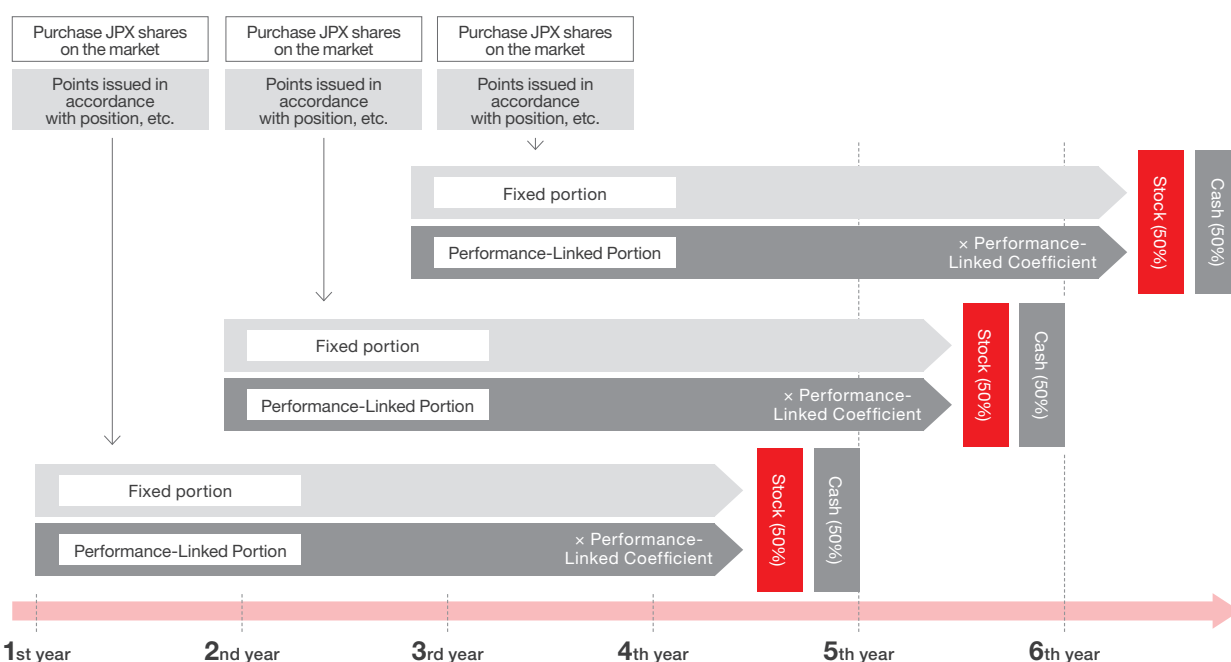 Purchase JPX shares
on the market
Purchase JPX shares
on the market
Purchase JPX shares
on the market
Points issued in
accordance
with position, etc.
Points issued in
accordance
with position, etc.
Points issued in
accordance
with position, etc.
Fixed portion
Performance-Linked Portion
× Performance-
Linked Coefficient
Stock (50%)
Cash (50%)
Fixed portion
Performance-Linked Portion
× Performance-
Linked Coefficient
Stock (50%)
Cash (50%)
Fixed portion
Performance-Linked Portion
× Performance-
Linked Coefficient
Stock (50%)
Cash (50%)
1st year
2nd year
3rd year
4th year
5th year
6th year